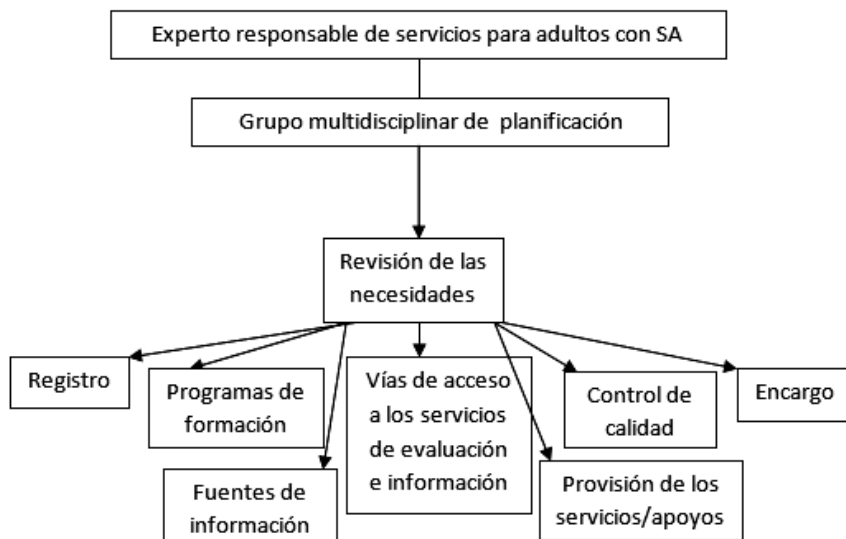 Experto responsable de servicios para adultos con SA
Grupo multidisciplinar de planificación
Revisión de las
necesidades
Registro
Programas de
formación
Fuentes de
información
Vías de acceso
a los servicios
de evaluación
e información
Provisión de los
servicios/apoyos
Control de
calidad
Encargo